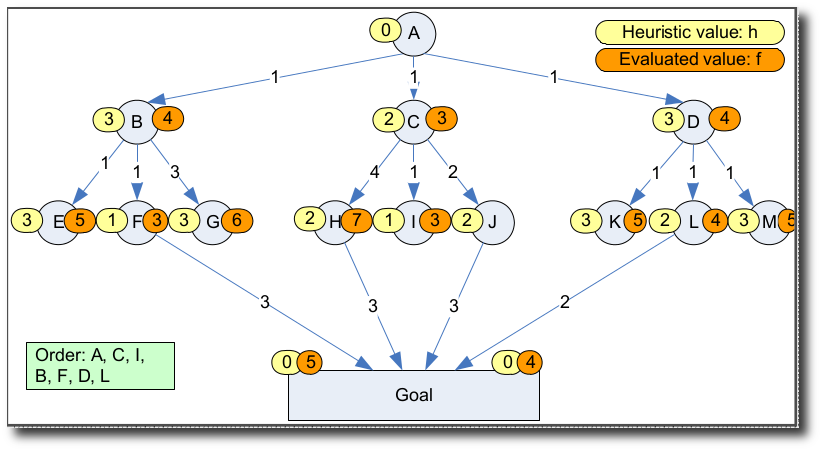 0 A
Heuristic value: h
Evaluated value: f
1 1 1
3 B 4
2 C 3
3 D 4
1 1 3
4 1 2
1 1 1
3 E 5
1 F 3
3 G 6
2 H 7
1 I 3
2 J
3 K 5
2 L 4
3 M 5
3 3 3 2
Order: A, C, I,
B, F, D, L
0 5
0 4
Goal